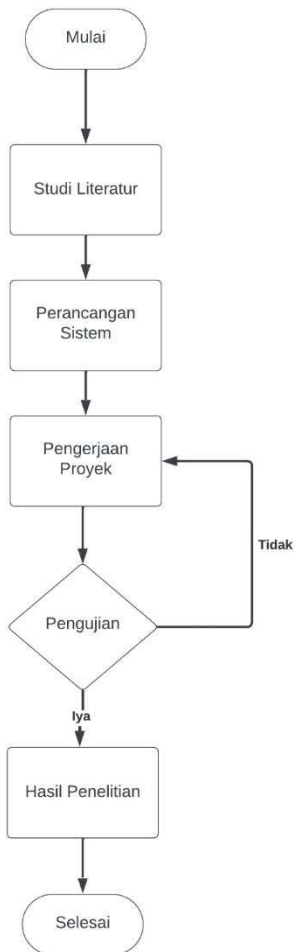 Mulai
Studi Literatur
Perancangan
Sistem
Pengerjaan
Proyek
Tidak
Pengujian
Iya
Hasil Penelitian
Selesai